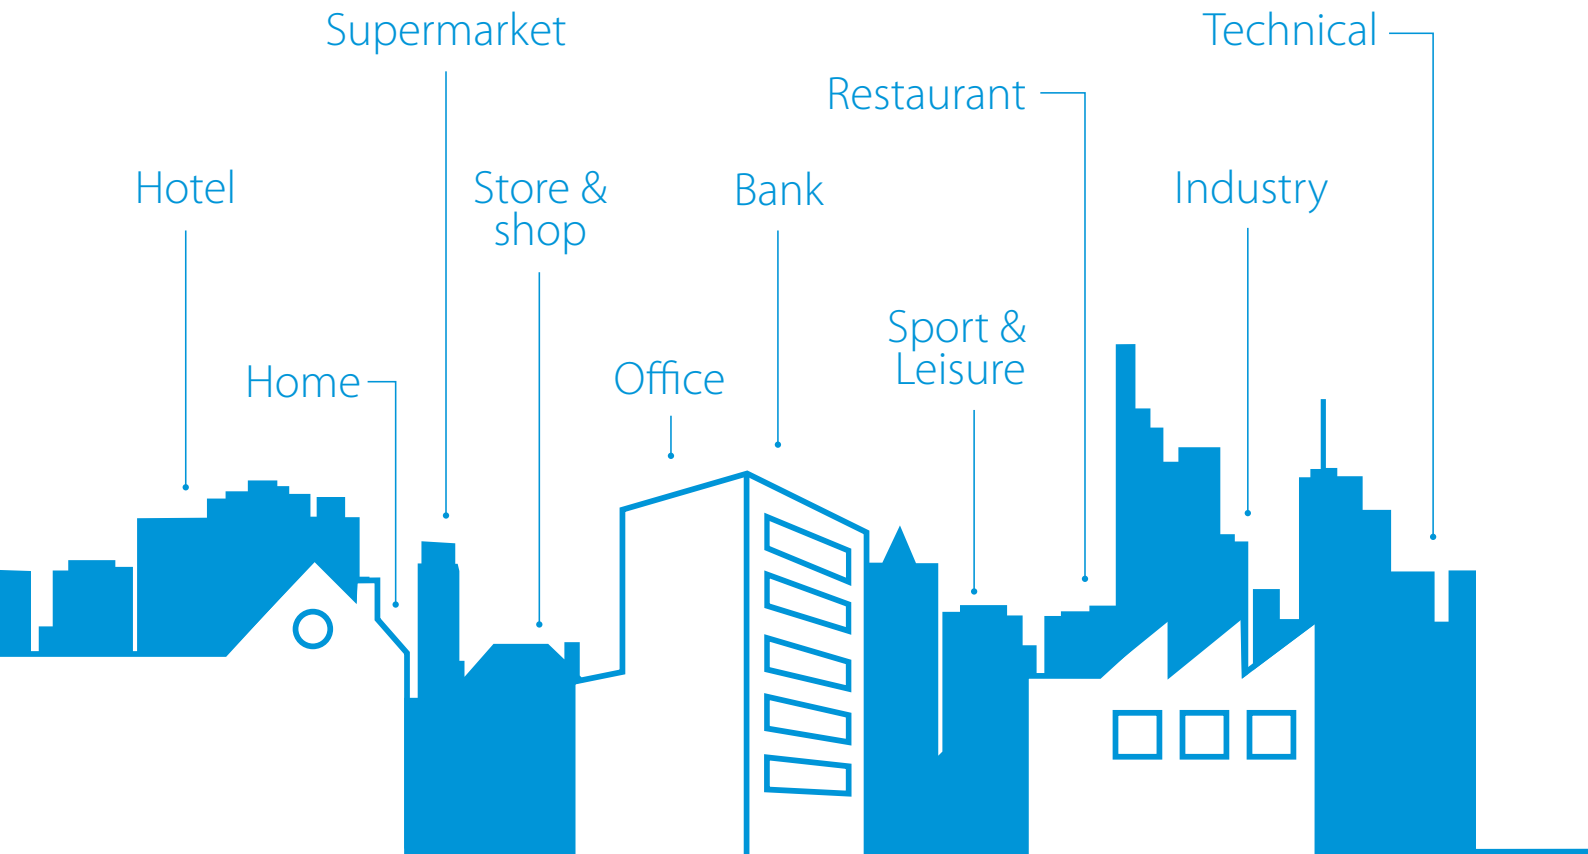 Supermarket
Technical
Restaurant
Hotel
Store &
shop
Bank
Industry
Sport &
Leisure
Home
Office